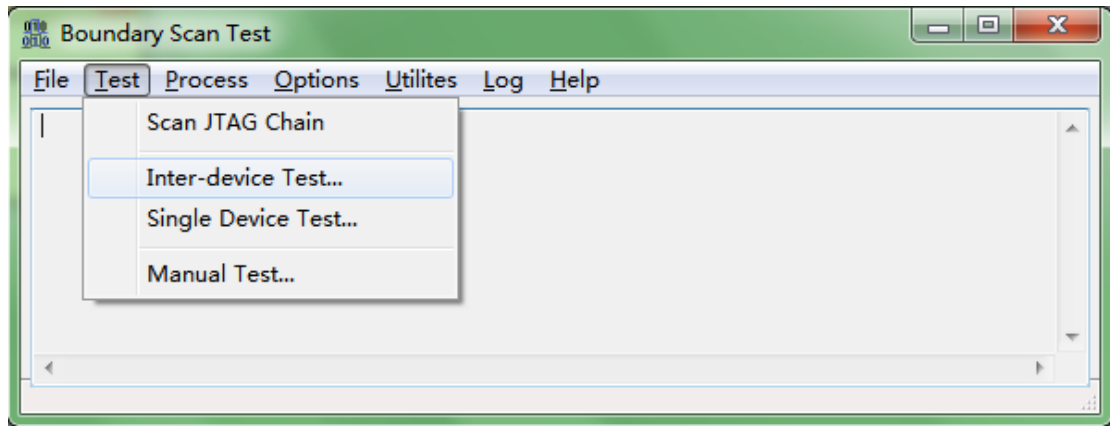 Boundary Scan Test
File Test Process Options Utilites Log Help
Scan JTAG Chain
Inter-device Test...
Single Device Test...
Manual Test...